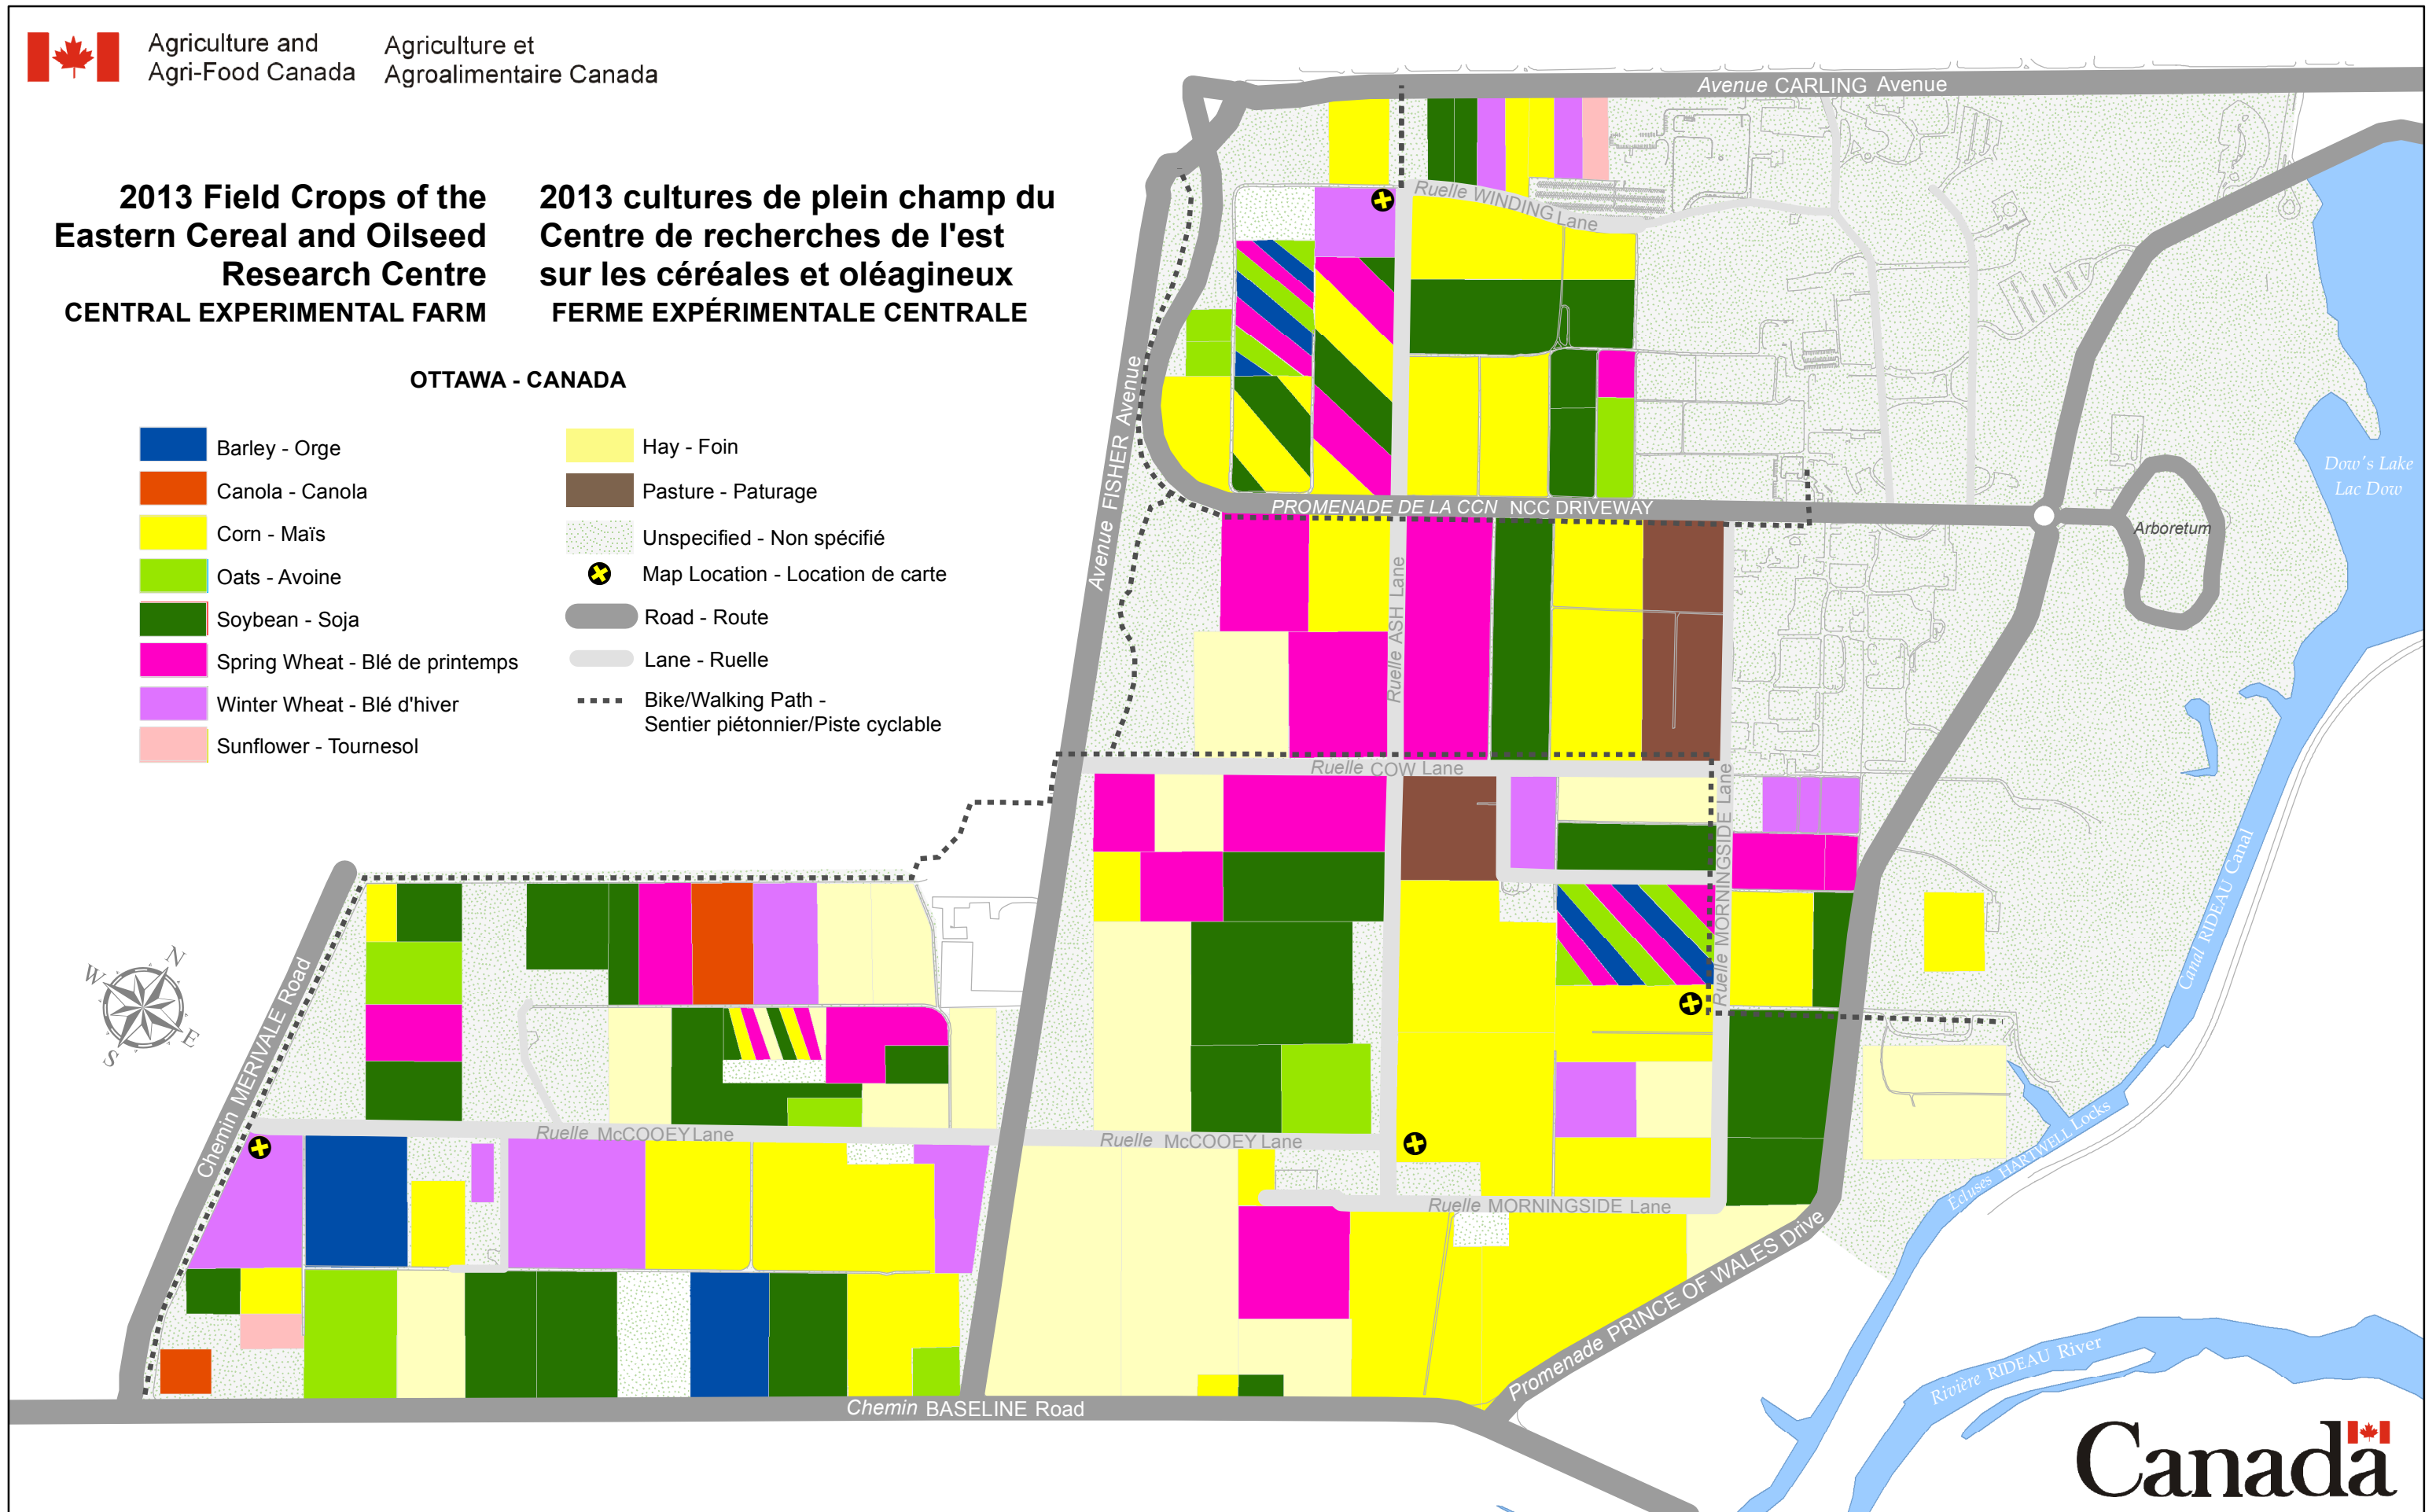 Agriculture and
Agri-Food Canada
Agriculture et
Agroalimentaire Canada
2013 Field Crops of the
Eastern Cereal and Oilseed
Research Centre
CENTRAL EXPERIMENTAL FARM
2013 cultures de plein champ du
Centre de recherches de l'est
sur les céréales et oléagineux
FERME EXPÉRIMENTALE CENTRALE
OTTAWA - CANADA
Barley - Orge
Canola - Canola
Corn - Maïs
Oats - Avoine
Soybean - Soja
Spring Wheat - Blé de printemps
Winter Wheat - Blé d'hiver
Sunflower - Tournesol
Hay - Foin
Pasture - Paturage
Unspecified - Non spécifié
Map Location - Location de carte
Road - Route
Lane - Ruelle
Bike/Walking Path -
Sentier piétonnier/Piste cyclable
Avenue CARLING Avenue
Ruelle WINDING Lane
Avenue FISHER Avenue
PROMENADE DE LA CCN NCC DRIVEWAY
Dow's Lake
Lac Dow
Arboretum
Ruelle ASH Lane
Ruelle COW Lane
Ruelle MORNINGSIDE Lane
Canal RIDEAU Canal
N
W
E
S
Chemin MERIVALE Road
Ruelle McCOOEY Lane
Ruelle McCOOEY Lane
Écluses HARTWELL Locks
Ruelle MORNINGSIDE Lane
Promenade PRINCE OF WALES Drive
Rivière RIDEAU River
Chemin BASELINE Road
Canada